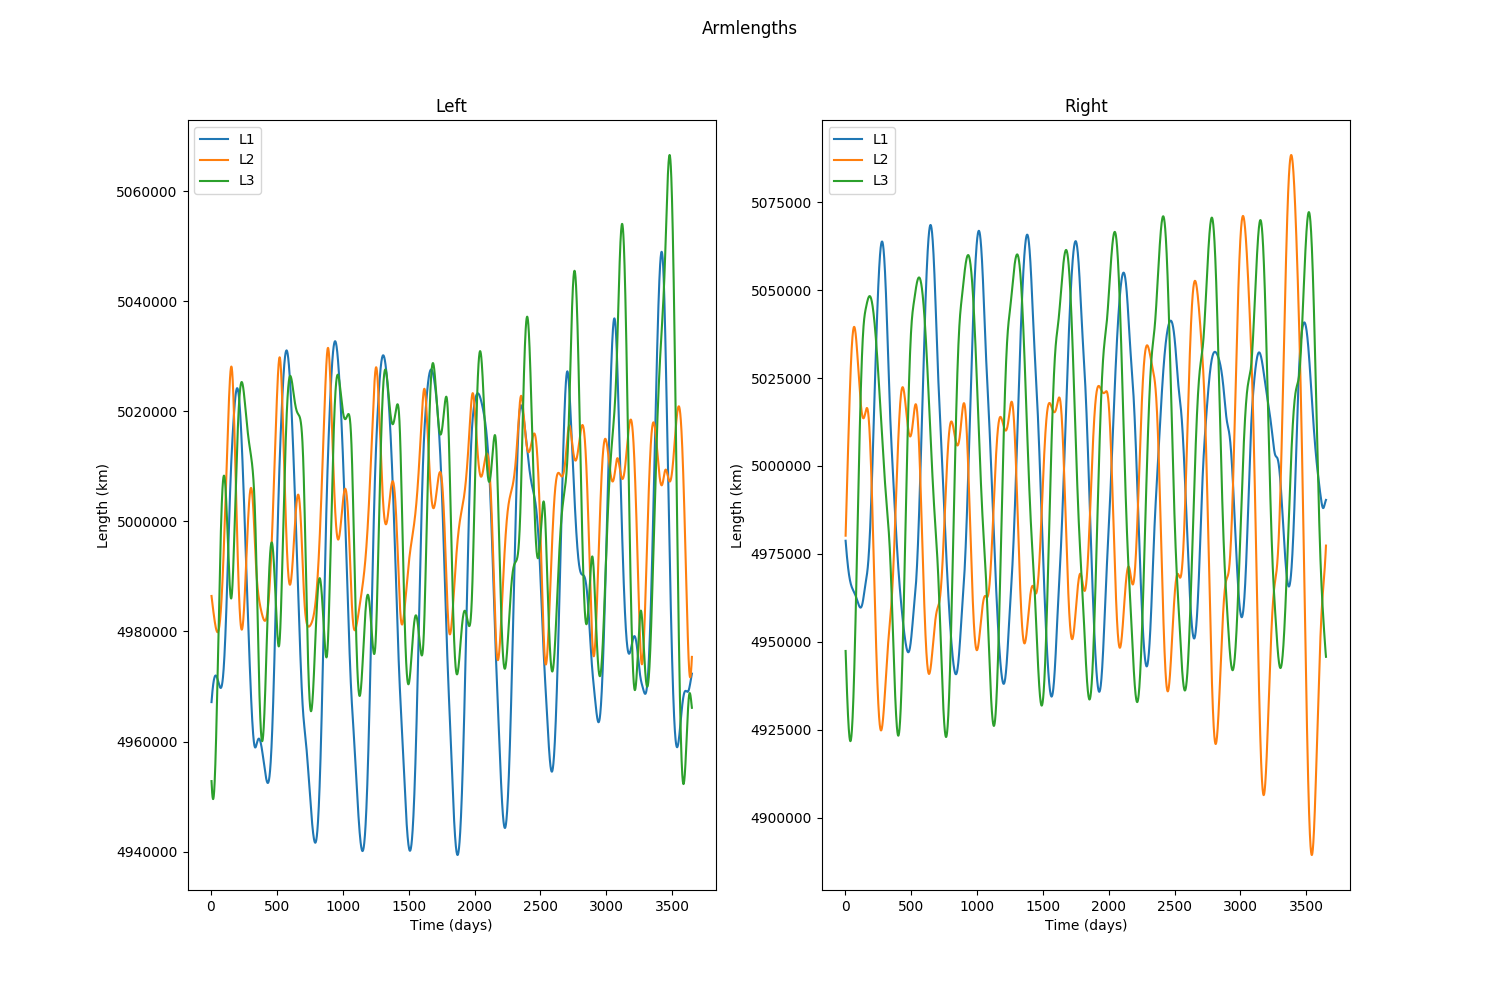 Armlengths
Left
L1
L2
L3
5060000
5040000
5020000
5000000
4980000
4960000
4940000
Length (km)
0 500 1000 1500 2000 2500 3000 3500
Time (days)
Right
L1
L2
L3
5075000
5050000
5025000
5000000
4975000
4950000
4925000
4900000
Length (km)
0 500 1000 1500 2000 2500 3000 3500
Time (days)